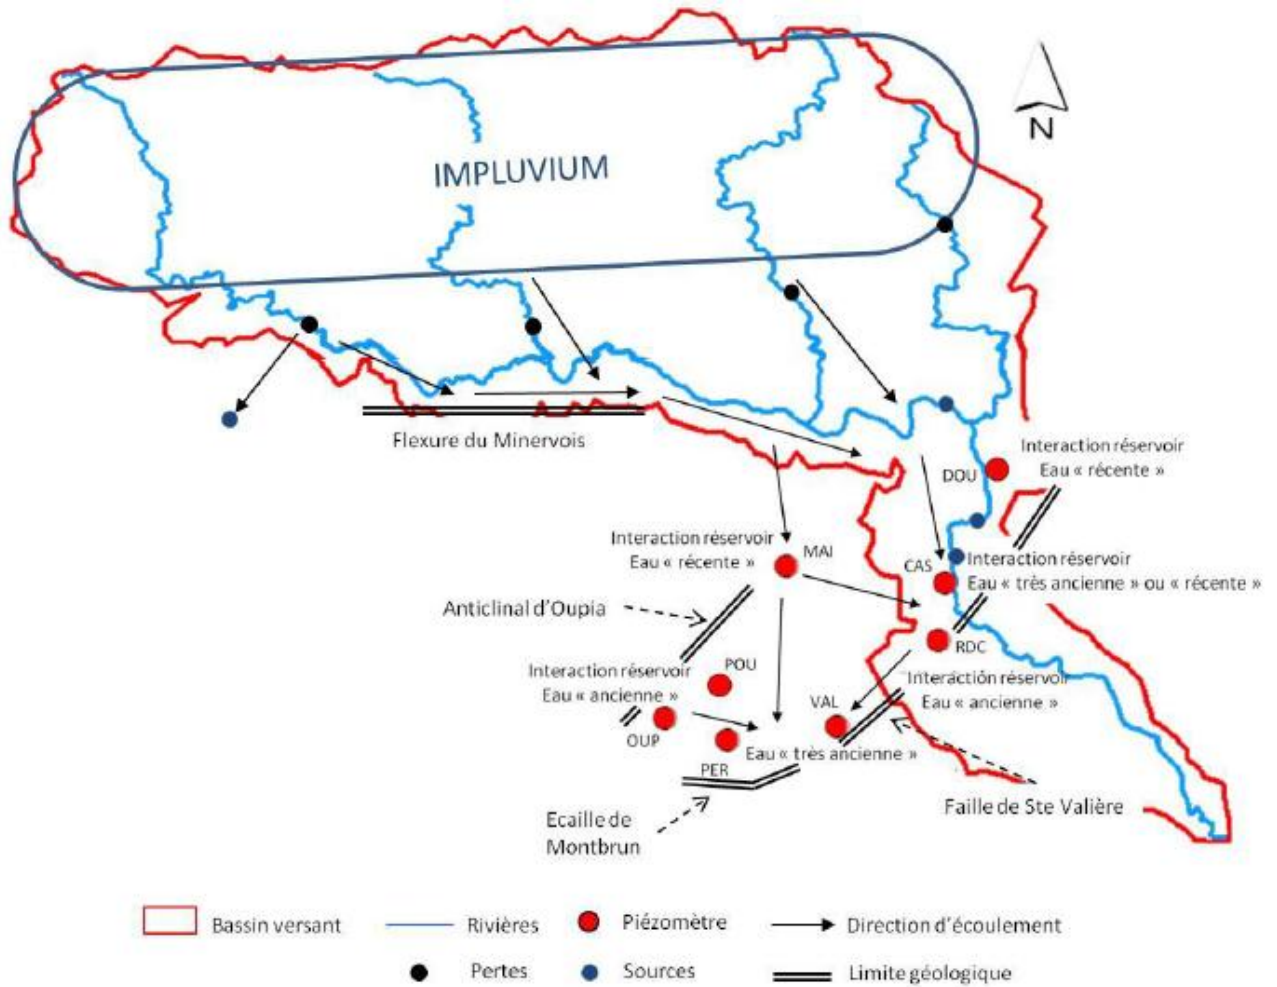 N
IMPLUVIUM
Flexure du Minervois
Interaction réservoir
Eau « récente »
DOU
Interaction réservoir
Eau « récente »
MAI
CAS
Interaction réservoir
Eau « très ancienne » ou « récente »
Anticlinal d'Oupia
RDC
Interaction réservoir
Eau « ancienne »
POU
Interaction réservoir
Eau « ancienne »
VAL
OUP
PER
Eau « très ancienne »
Ecaille de
Montbrun
Faille de Ste Valière
Bassin versant
Rivières
Piézomètre
Direction d'écoulement
Pertes
Sources
Limite géologique